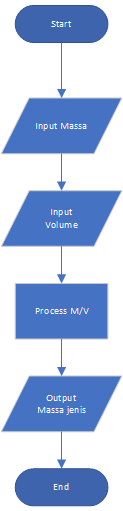 Start
Input Massa
Input
Volume
Process M/V
Output
Massa jenis
End